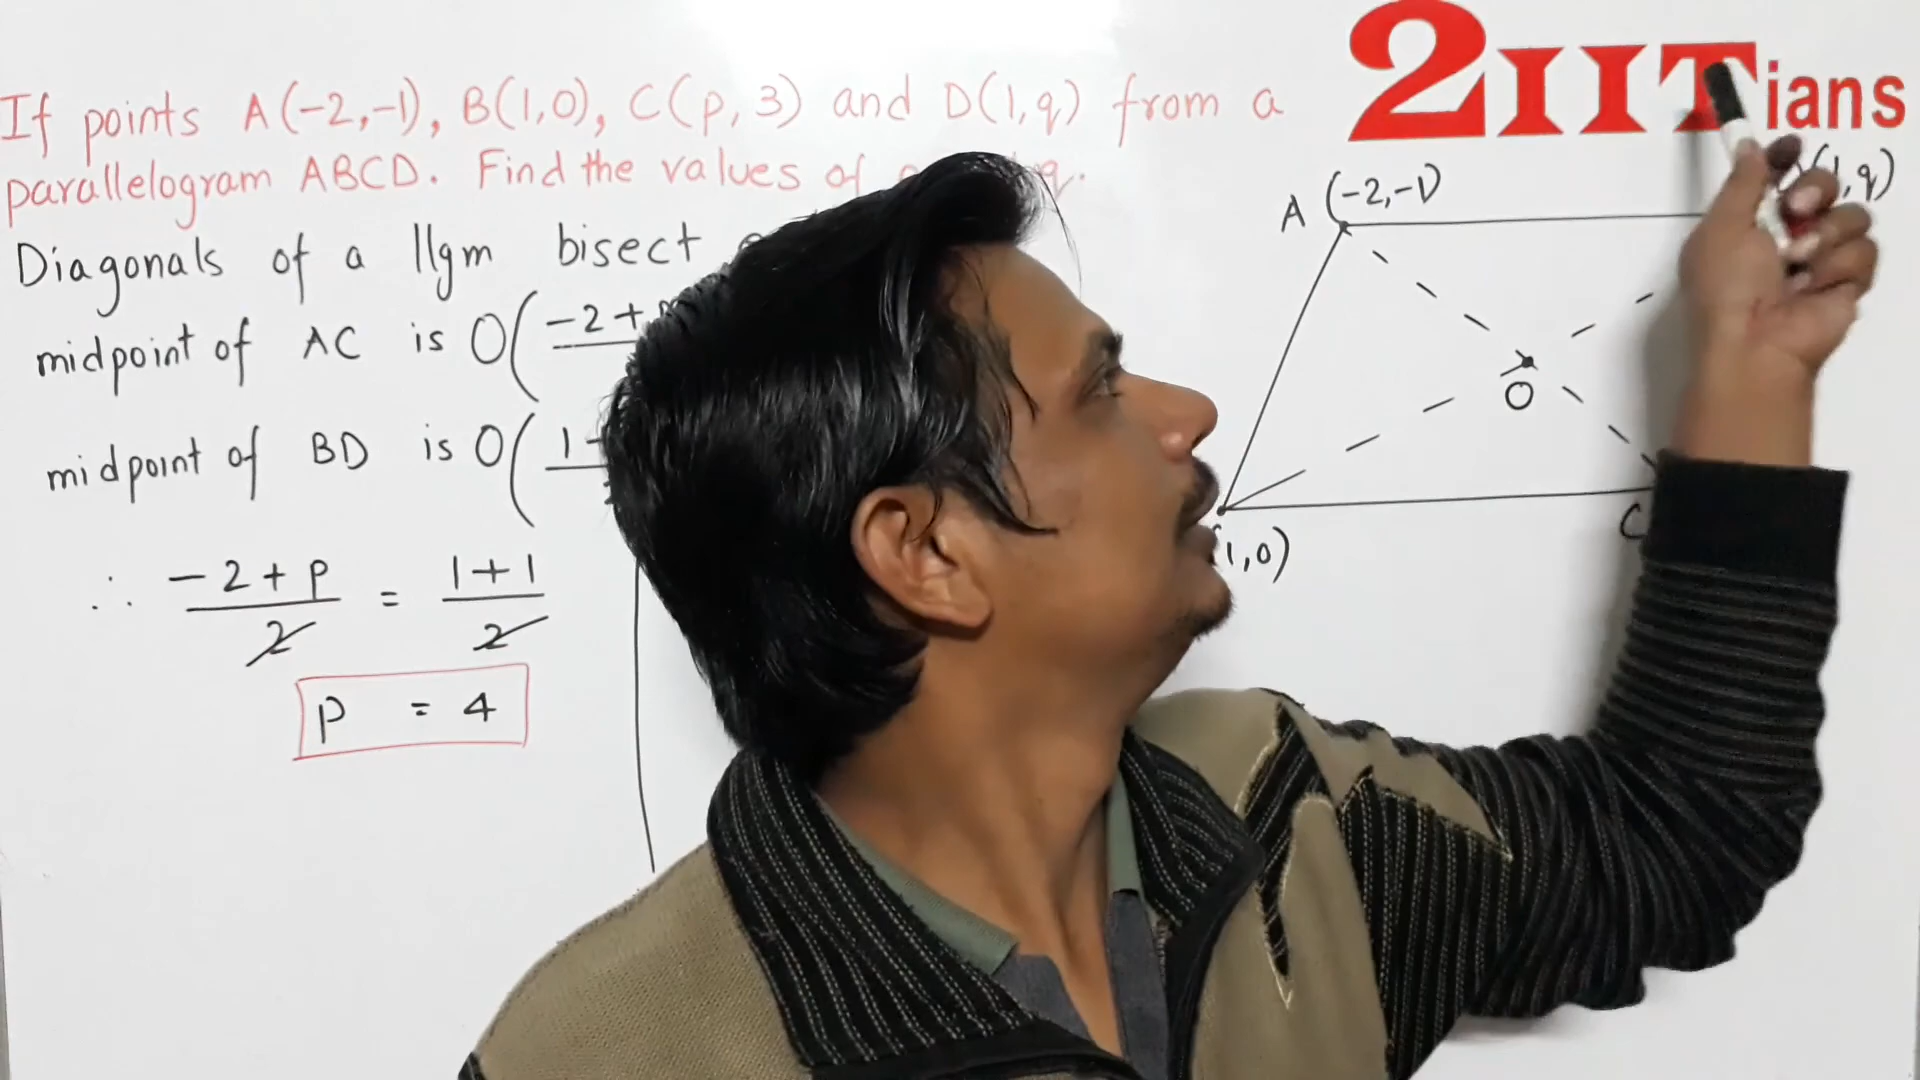 2IITians
If points A(-2,-1), B(1,0), C(p,3) and D(1,q) from a
parallelogram ABCD. Find the values of q.
Diagonals of a llgm bisect
midpoint of AC is O( -2+
midpoint of BD is O( 1
∴ -2+p/2 = 1+1/2
p = 4
A (-2,-1)
,q)
O
1,0)
C